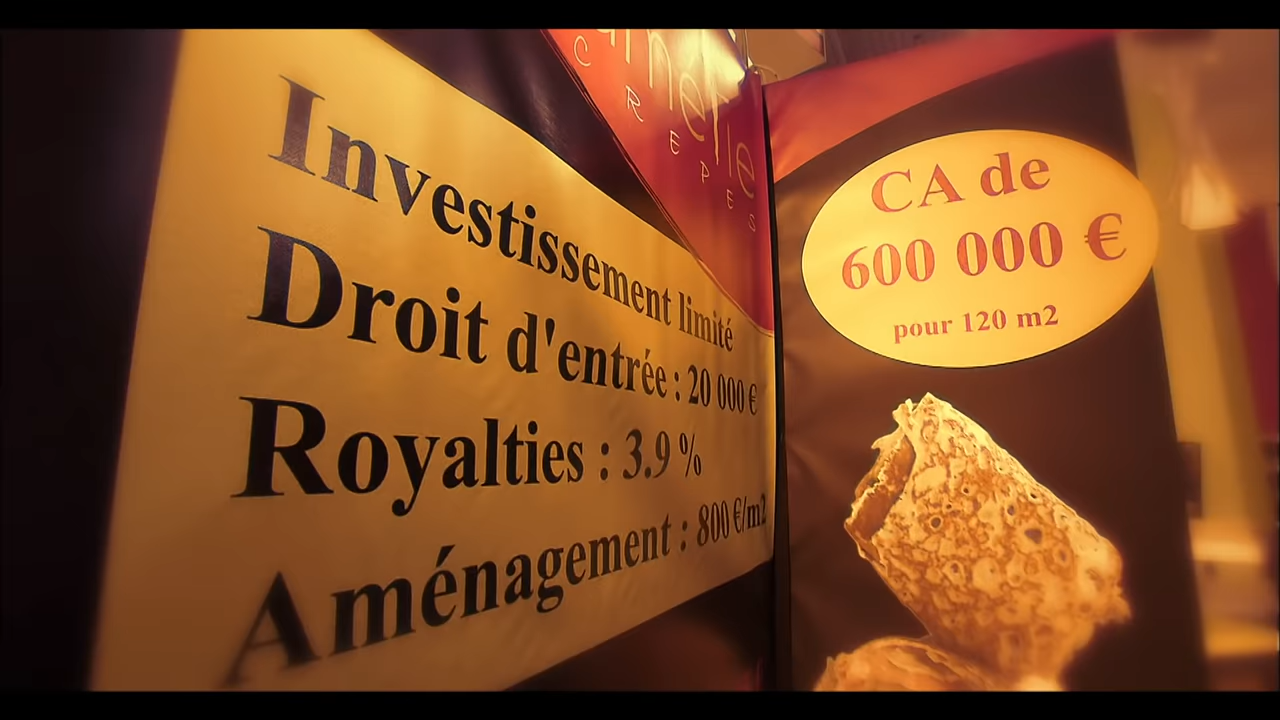 Investissement limité
Droit d'entrée : 20 000 €
Royalties : 3.9 %
Aménagement : 800 €/m2
CREPES
CA de
600 000 €
pour 120 m2